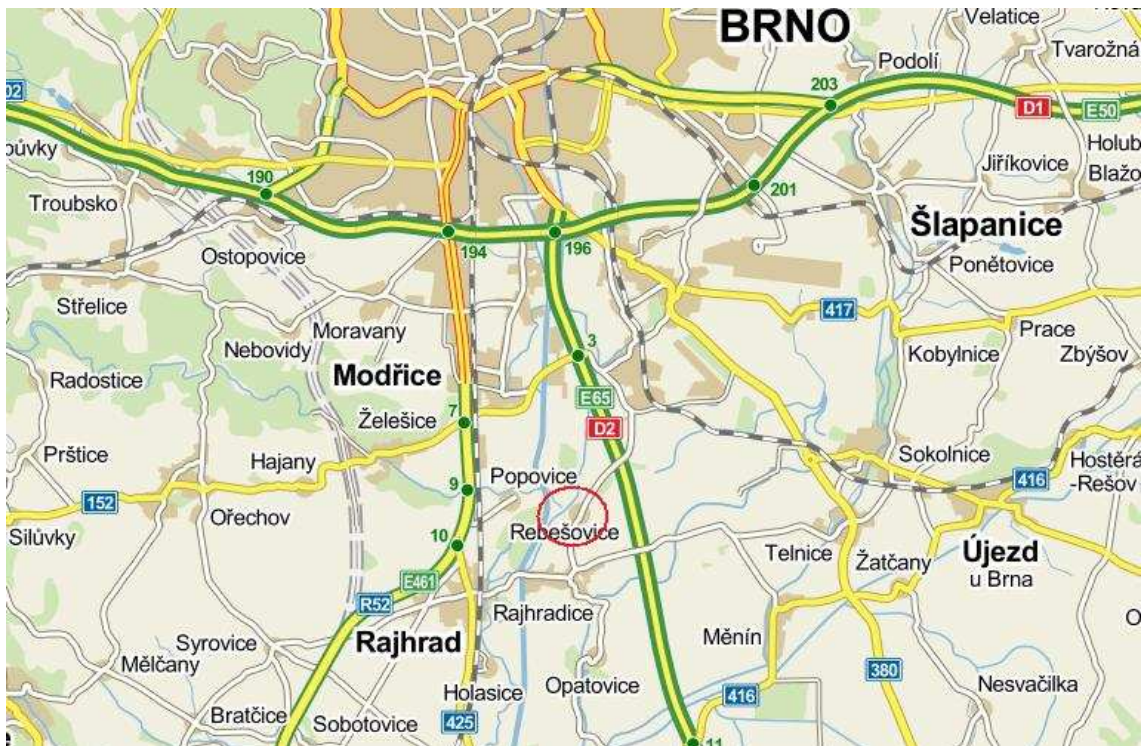 BRNO
Velatice
Tvarožná
Podolí
203
D1
E50
02
Holub
ůvky
Jiříkovice
Blažo
190
201
Troubsko
Šlapanice
194
196
Ostopovice
Ponětovice
Střelice
417
Moravany
Prace
Nebovidy
3
Kobylnice
Zbýšov
Radostice
Modřice
E65
Želešice
7
D2
Prštice
Hajany
Sokolnice
Hostěrá
-Rešov
Popovice
416
152
9
Ořechov
Rebešovice
Silůvky
10
Telnice
Žatčany
Újezd
u Brna
E461
R52
Rajhradice
Syrovice
Rajhrad
Měnín
Mělčany
380
Holasice
Opatovice
416
Nesvačilka
Bratčice
Sobotovice
425
11